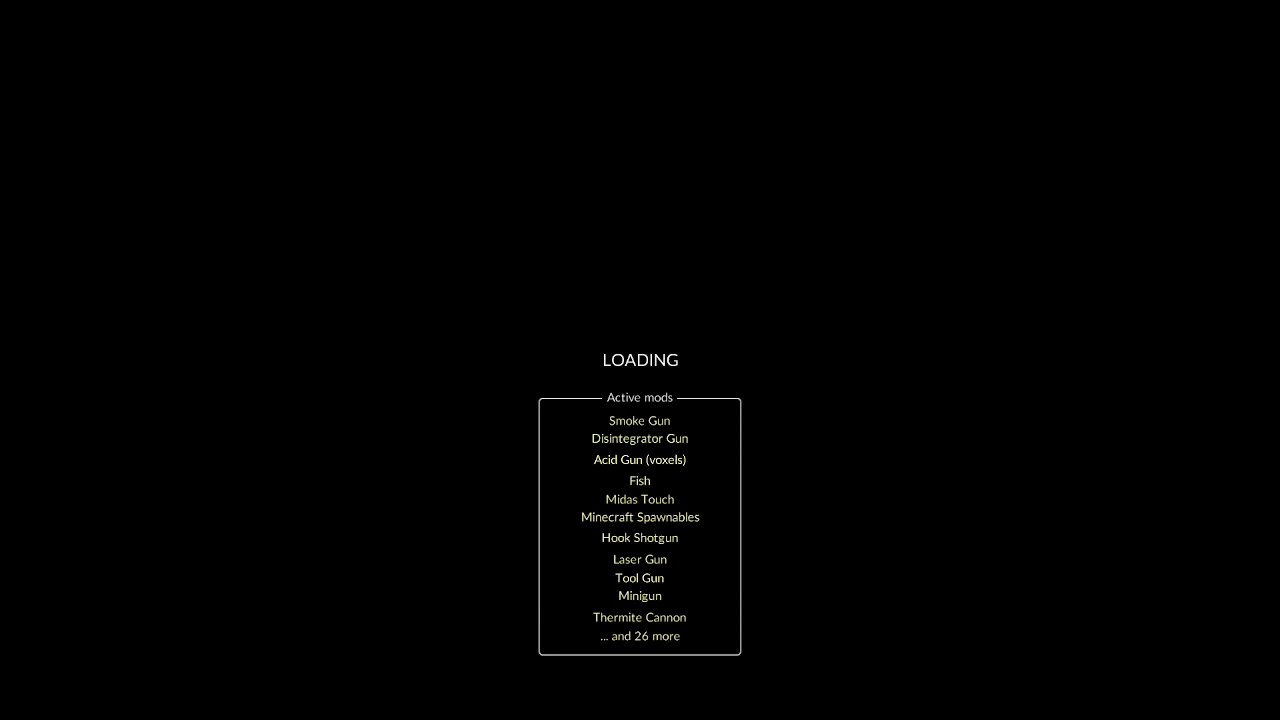 LOADING
Active mods
Smoke Gun
Disintegrator Gun
Acid Gun (voxels)
Fish
Midas Touch
Minecraft Spawnables
Hook Shotgun
Laser Gun
Tool Gun
Minigun
Thermite Cannon
... and 26 more